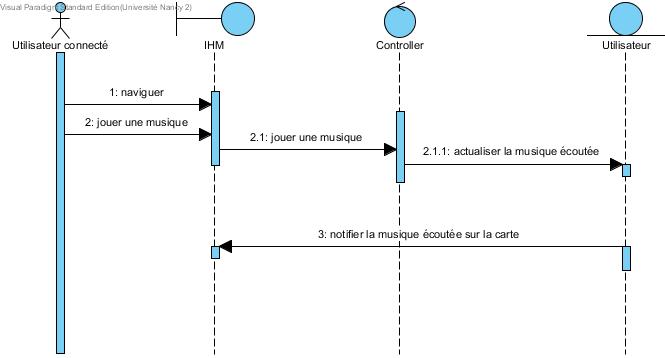 Visual Paradigm Standard Edition(Université Nancy 2)
Utilisateur connecté
IHM
Controller
Utilisateur
1: naviguer
2: jouer une musique
2.1: jouer une musique
2.1.1: actualiser la musique écoutée
3: notifier la musique écoutée sur la carte